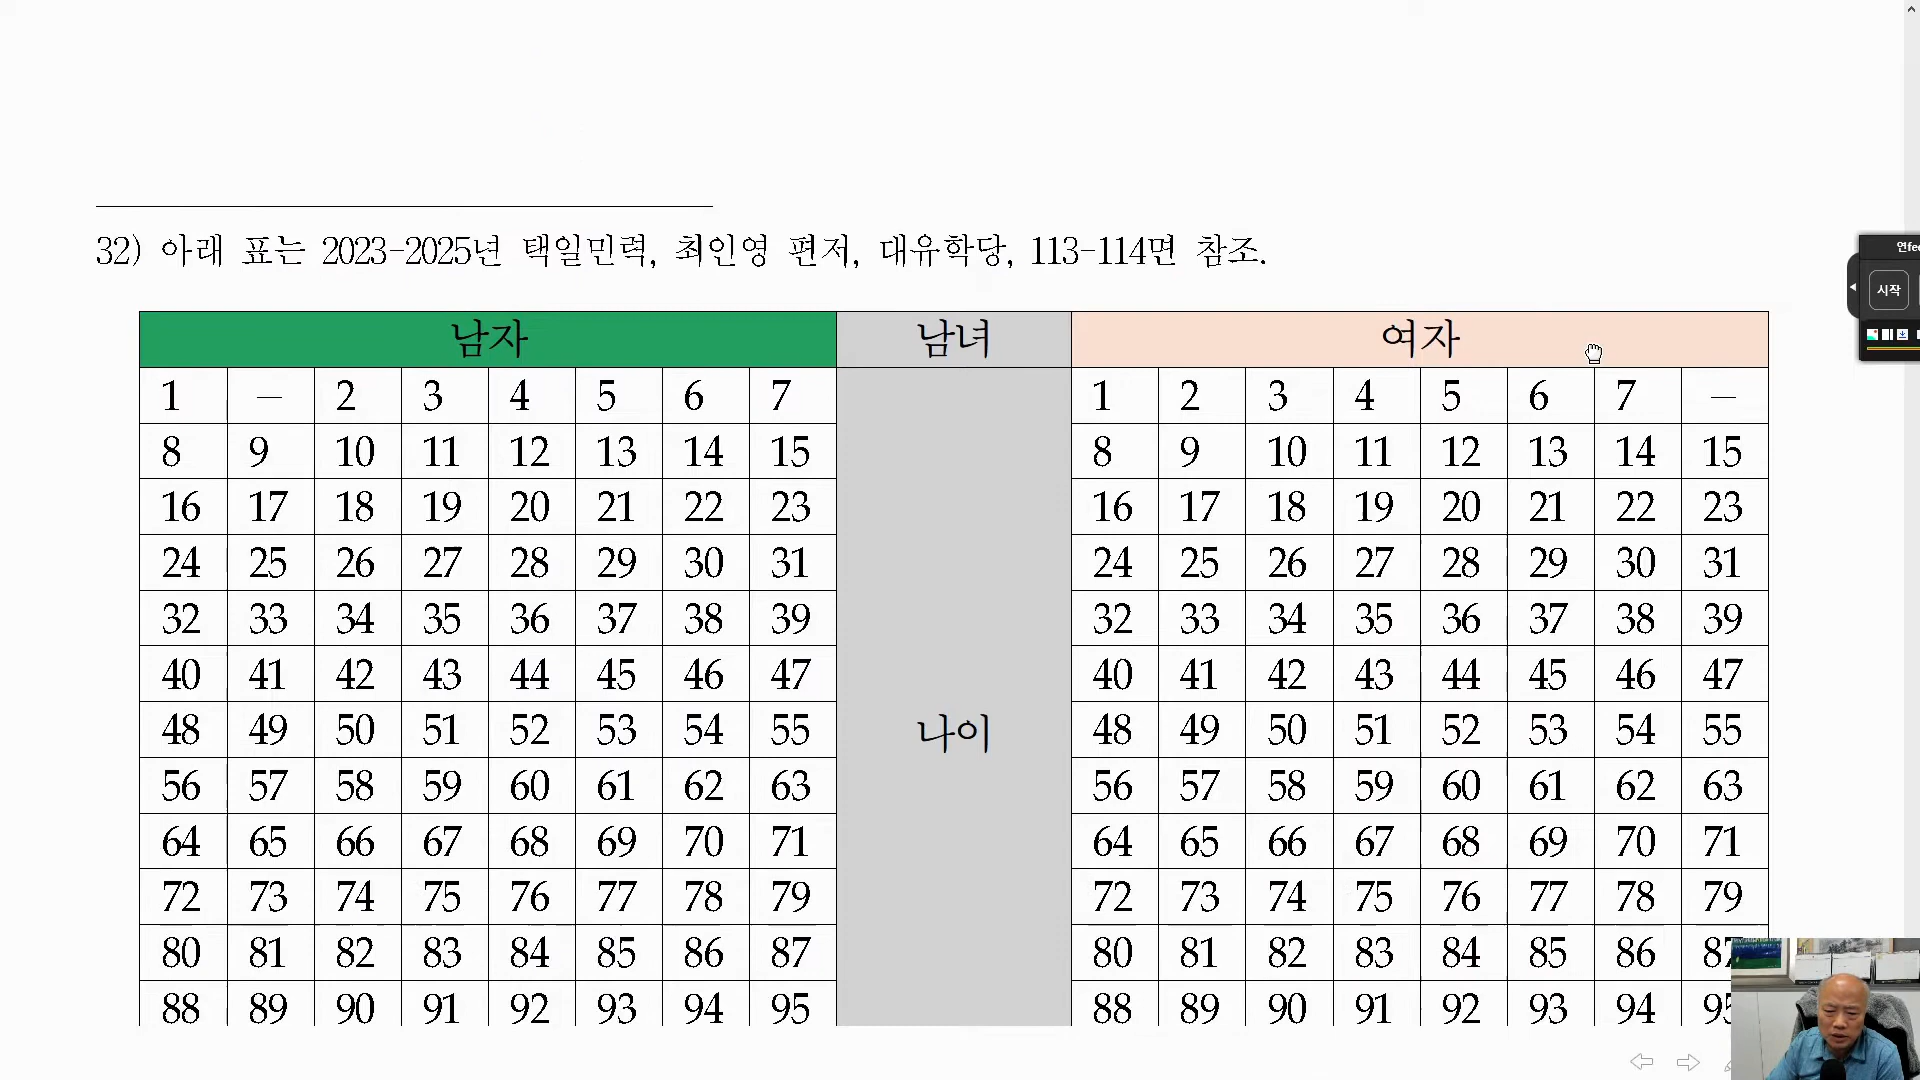 32) 아래 표는 2023-2025년 택일민력, 최인영 편저, 대유학당, 113-114면 참조.
남자 남녀 여자
1 – 2 3 4 5 6 7 1 2 3 4 5 6 7 –
8 9 10 11 12 13 14 15 8 9 10 11 12 13 14 15
16 17 18 19 20 21 22 23 16 17 18 19 20 21 22 23
24 25 26 27 28 29 30 31 24 25 26 27 28 29 30 31
32 33 34 35 36 37 38 39 32 33 34 35 36 37 38 39
40 41 42 43 44 45 46 47 40 41 42 43 44 45 46 47
48 49 50 51 52 53 54 55 나이 48 49 50 51 52 53 54 55
56 57 58 59 60 61 62 63 56 57 58 59 60 61 62 63
64 65 66 67 68 69 70 71 64 65 66 67 68 69 70 71
72 73 74 75 76 77 78 79 72 73 74 75 76 77 78 79
80 81 82 83 84 85 86 87 80 81 82 83 84 85 86 87
88 89 90 91 92 93 94 95 88 89 90 91 92 93 94 95
시작